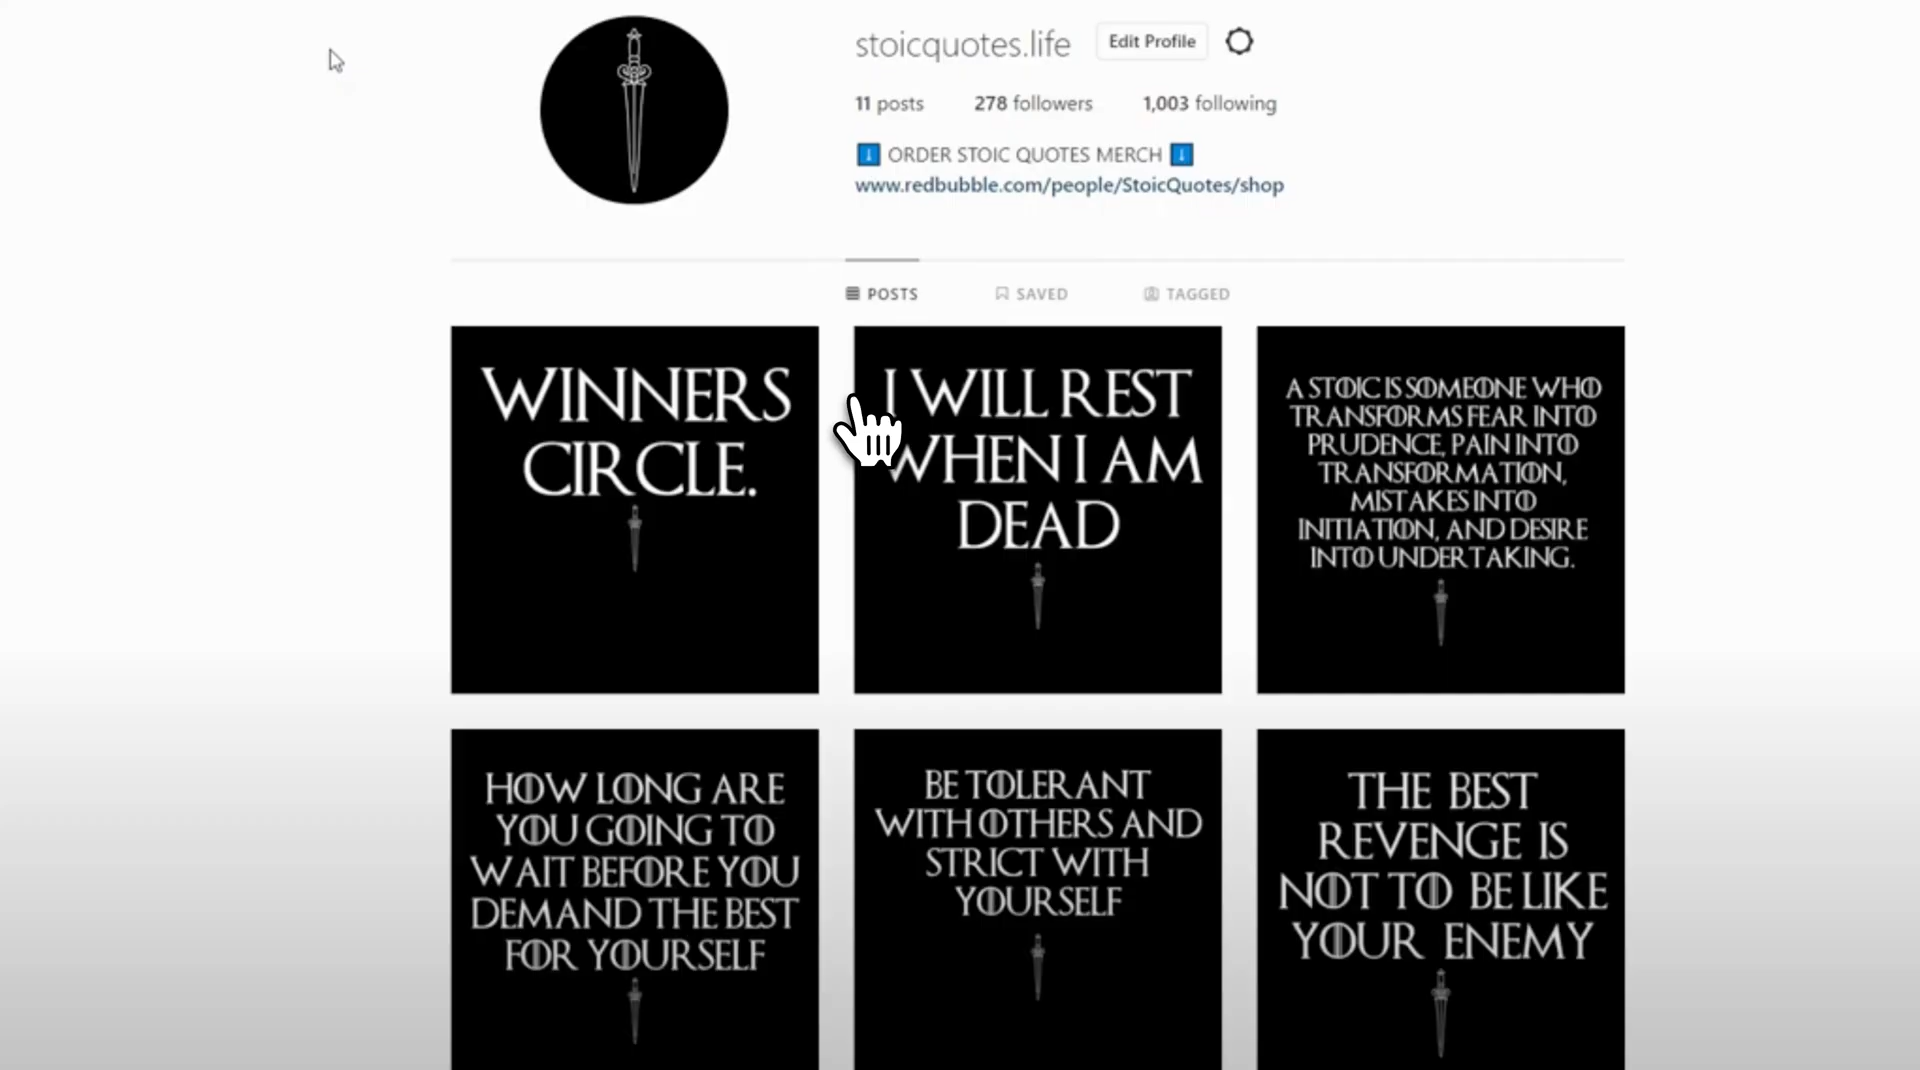 stoicquotes.life Edit Profile
11 posts 278 followers 1,003 following
ORDER STOIC QUOTES MERCH
www.redbubble.com/people/StoicQuotes/shop
POSTS SAVED TAGGED
WINNERS
CIRCLE.
I WILL REST
WHEN I AM
DEAD
A STOIC IS SOMEONE WHO
TRANSFORMS FEAR INTO
PRUDENCE, PAIN INTO
TRANSFORMATION,
MISTAKES INTO
INITIATION, AND DESIRE
INTO UNDERTAKING.
HOW LONG ARE
YOU GOING TO
WAIT BEFORE YOU
DEMAND THE BEST
FOR YOURSELF
BE TOLERANT
WITH OTHERS AND
STRICT WITH
YOURSELF
THE BEST
REVENGE IS
NOT TO BE LIKE
YOUR ENEMY